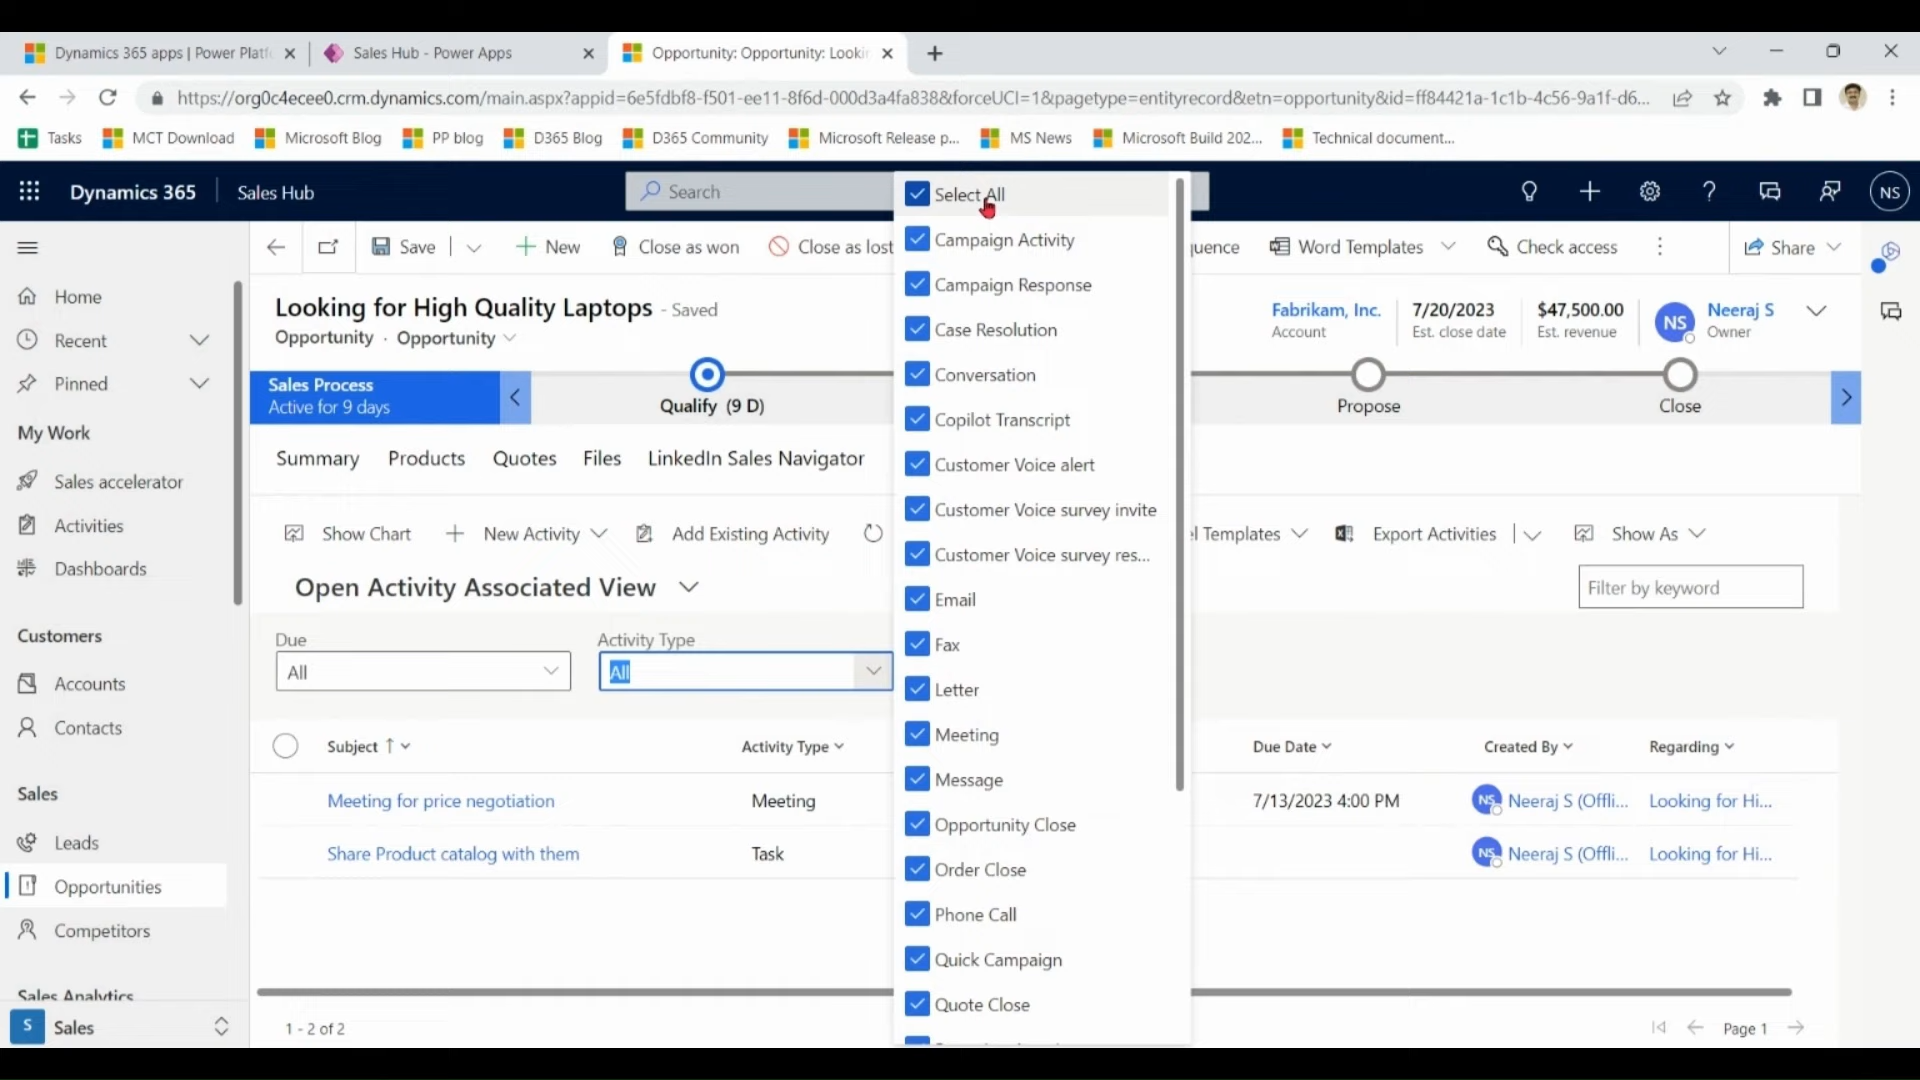 Dynamics 365 apps | Power Platf
Sales Hub - Power Apps
Opportunity: Opportunity: Lookin
https://org0c4ecee0.crm.dynamics.com/main.aspx?appid=6e5fdbf8-f501-ee11-8f6d-000d3a4fa838&forceUCI=1&pagetype=entityrecord&etn=opportunity&id=ff84421a-1c1b-4c56-9a1f-d6...
Tasks
MCT Download
Microsoft Blog
PP blog
D365 Blog
D365 Community
Microsoft Release p...
MS News
Microsoft Build 202...
Technical document...
Dynamics 365
Sales Hub
Search
NS
Save
New
Close as won
Close as lost
uence
Word Templates
Check access
Share
Home
Recent
Pinned
My Work
Sales accelerator
Activities
Dashboards
Customers
Accounts
Contacts
Sales
Leads
Opportunities
Competitors
Sales Analytics
S
Sales
Looking for High Quality Laptops - Saved
Opportunity · Opportunity
Fabrikam, Inc.
Account
7/20/2023
Est. close date
$47,500.00
Est. revenue
NS
Neeraj S
Owner
Sales Process
Active for 9 days
Qualify (9 D)
Propose
Close
Summary
Products
Quotes
Files
LinkedIn Sales Navigator
Show Chart
New Activity
Add Existing Activity
el Templates
Export Activities
Show As
Open Activity Associated View
Filter by keyword
Due
All
Activity Type
All
Select All
Campaign Activity
Campaign Response
Case Resolution
Conversation
Copilot Transcript
Customer Voice alert
Customer Voice survey invite
Customer Voice survey res...
Email
Fax
Letter
Meeting
Message
Opportunity Close
Order Close
Phone Call
Quick Campaign
Quote Close
Subject
Activity Type
Due Date
Created By
Regarding
Meeting for price negotiation
Meeting
7/13/2023 4:00 PM
NS
Neeraj S (Offli...
Looking for Hi...
Share Product catalog with them
Task
NS
Neeraj S (Offli...
Looking for Hi...
1 - 2 of 2
Page 1